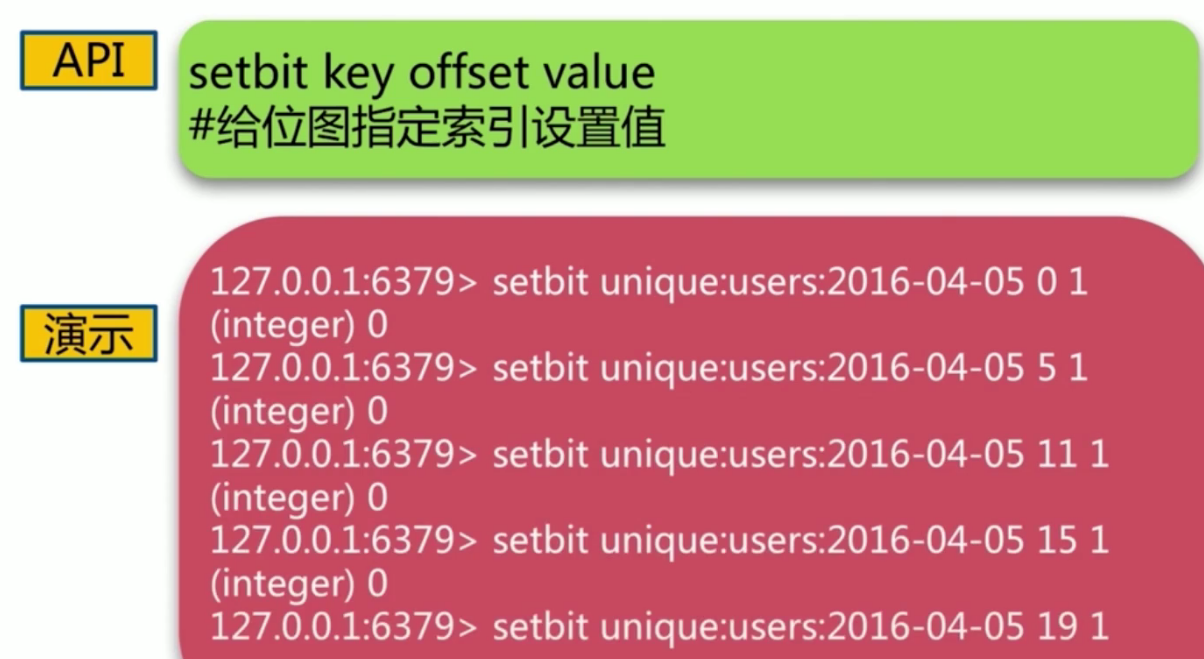 API
setbit key offset value
#给位图指定索引设置值
演示
127.0.0.1:6379> setbit unique:users:2016-04-05 0 1
(integer) 0
127.0.0.1:6379> setbit unique:users:2016-04-05 5 1
(integer) 0
127.0.0.1:6379> setbit unique:users:2016-04-05 11 1
(integer) 0
127.0.0.1:6379> setbit unique:users:2016-04-05 15 1
(integer) 0
127.0.0.1:6379> setbit unique:users:2016-04-05 19 1